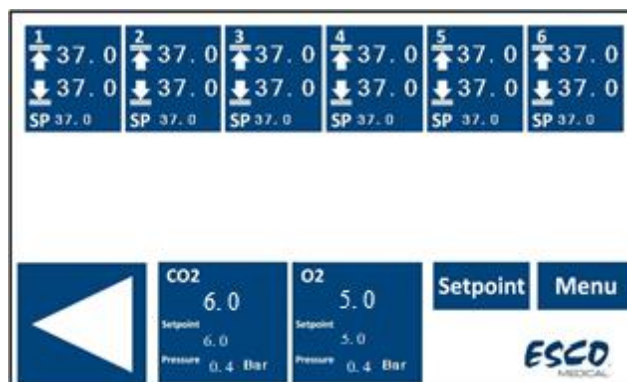 1 2 3 4 5 6
37.0 37.0 37.0 37.0 37.0 37.0
37.0 37.0 37.0 37.0 37.0 37.0
SP 37.0 SP 37.0 SP 37.0 SP 37.0 SP 37.0 SP 37.0
CO2
6.0
Setpoint
6.0
Pressure 0.4 Bar
O2
5.0
Setpoint
5.0
Pressure 0.4 Bar
Setpoint
Menu
ESCO
MEDICAL